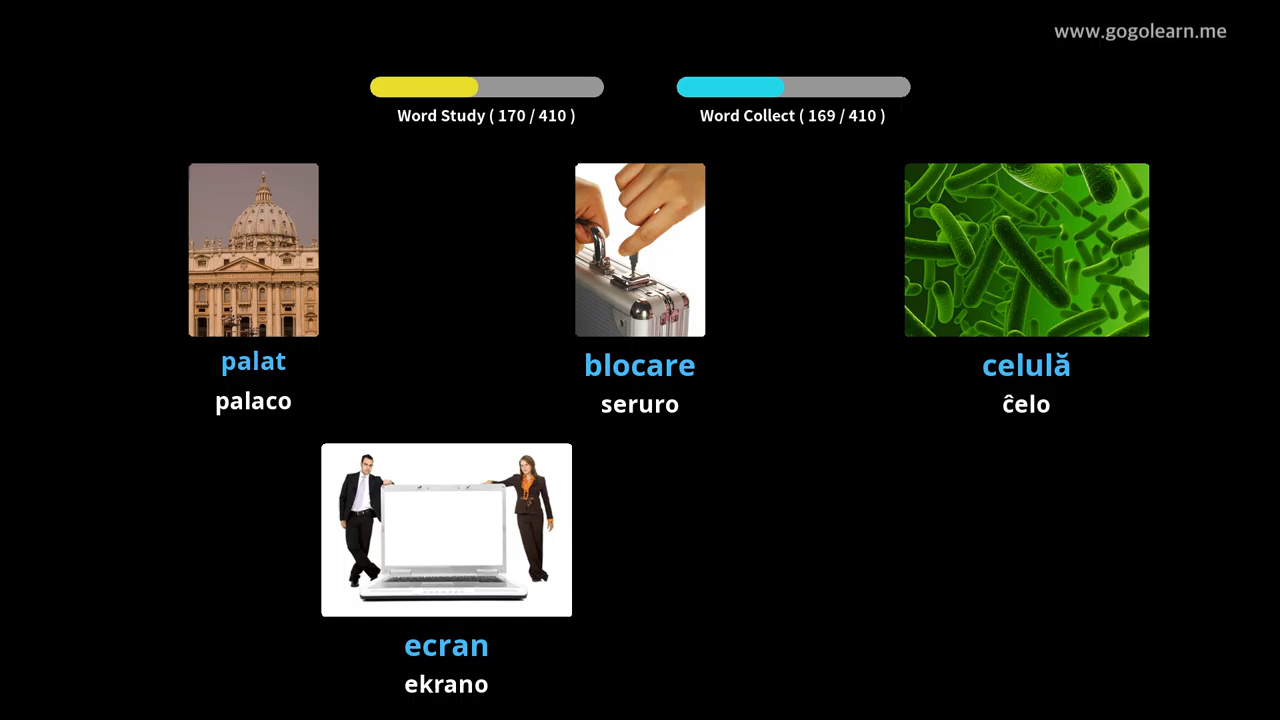 www.gogolearn.me
Word Study ( 170 / 410 )
Word Collect ( 169 / 410 )
palat
palaco
blocare
seruro
celulă
ĉelo
ecran
ekrano